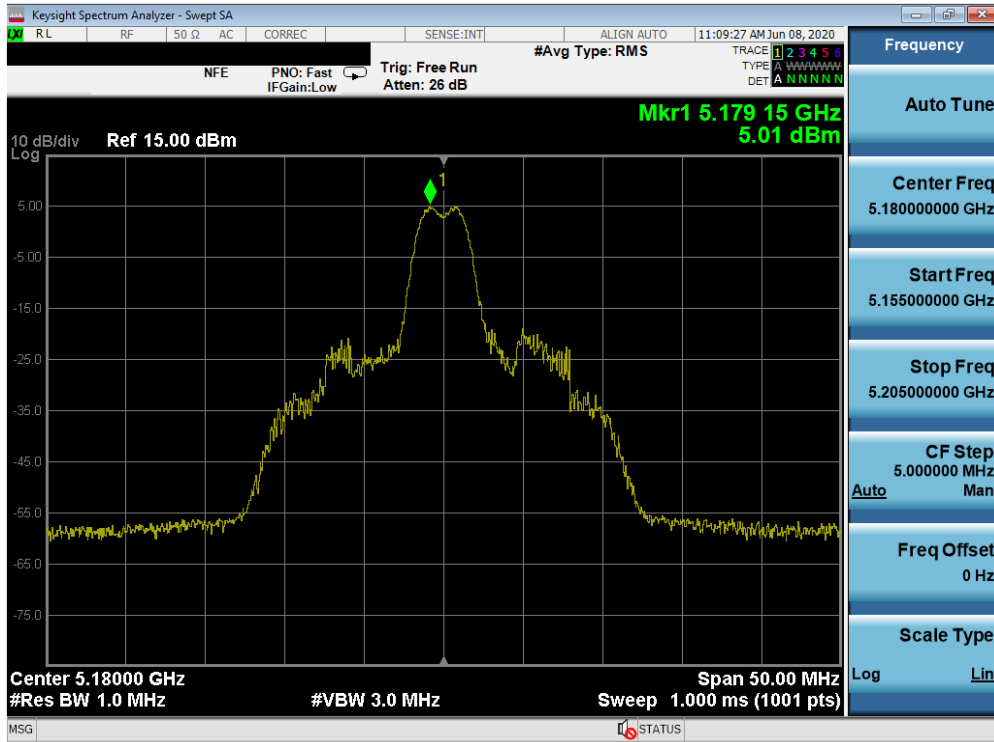 Keysight Spectrum Analyzer - Swept SA
LXI RL RF 50 Ω AC CORREC SENSE:INT ALIGN AUTO 11:09:27 AM Jun 08, 2020
NFE PNO: Fast Trig: Free Run #Avg Type: RMS TRACE 1 2 3 4 5 6
IFGain:Low Atten: 26 dB TYPE A WWWWW
DET A N N N N N
Mkr1 5.179 15 GHz
5.01 dBm
10 dB/div Ref 15.00 dBm
Log
1
5.00
-5.00
-15.0
-25.0
-35.0
-45.0
-55.0
-65.0
-75.0
Center 5.18000 GHz Span 50.00 MHz
#Res BW 1.0 MHz #VBW 3.0 MHz Sweep 1.000 ms (1001 pts)
MSG STATUS
Frequency
Auto Tune
Center Freq
5.180000000 GHz
Start Freq
5.155000000 GHz
Stop Freq
5.205000000 GHz
CF Step
5.000000 MHz
Auto Man
Freq Offset
0 Hz
Scale Type
Log Lin